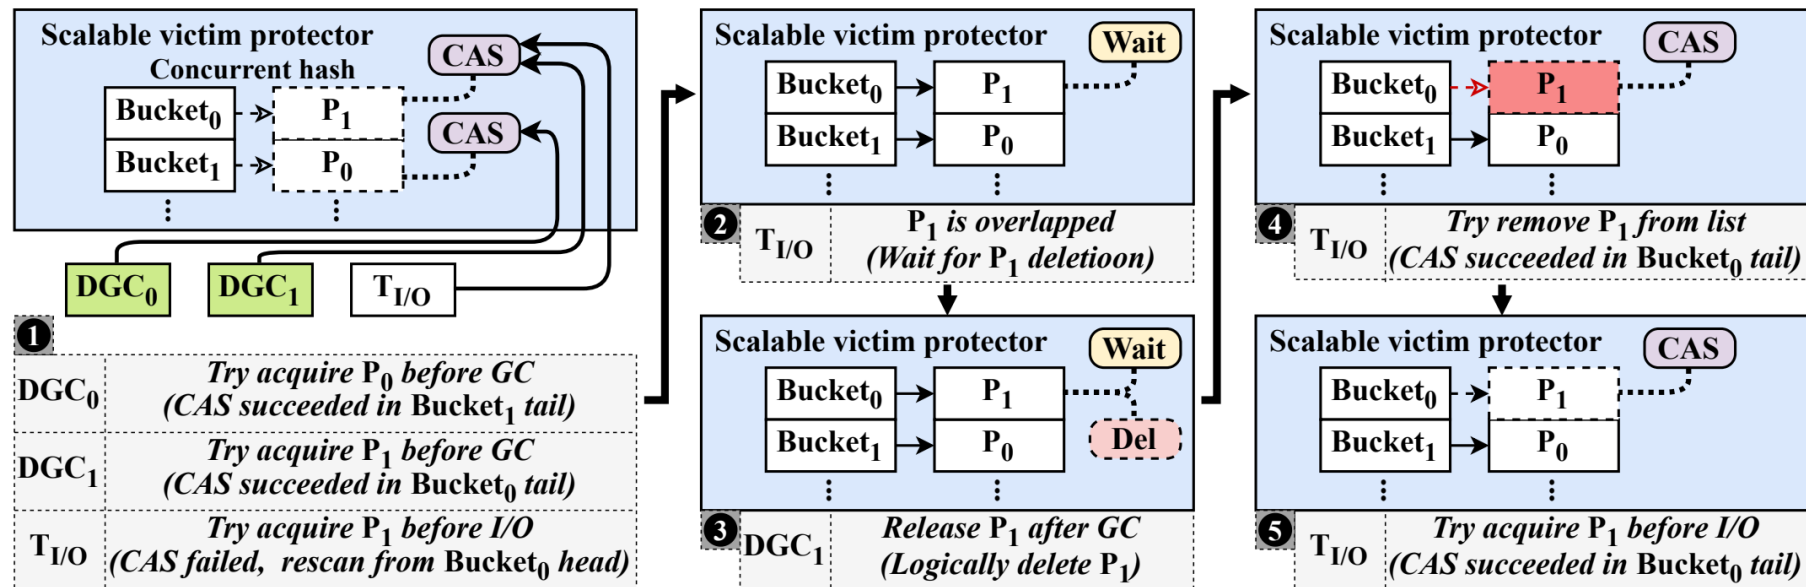 Scalable victim protector
Concurrent hash
CAS
Bucket0
P1
CAS
Bucket1
P0
DGC0
DGC1
TI/O
1
DGC0
Try acquire P0 before GC
(CAS succeeded in Bucket1 tail)
DGC1
Try acquire P1 before GC
(CAS succeeded in Bucket0 tail)
TI/O
Try acquire P1 before I/O
(CAS failed, rescan from Bucket0 head)
Scalable victim protector
Wait
Bucket0
P1
Bucket1
P0
2
TI/O
P1 is overlapped
(Wait for P1 deletioon)
Scalable victim protector
Wait
Bucket0
P1
Bucket1
P0
Del
3
DGC1
Release P1 after GC
(Logically delete P1)
Scalable victim protector
CAS
Bucket0
P1
Bucket1
P0
4
TI/O
Try remove P1 from list
(CAS succeeded in Bucket0 tail)
Scalable victim protector
CAS
Bucket0
P1
Bucket1
P0
5
TI/O
Try acquire P1 before I/O
(CAS succeeded in Bucket0 tail)